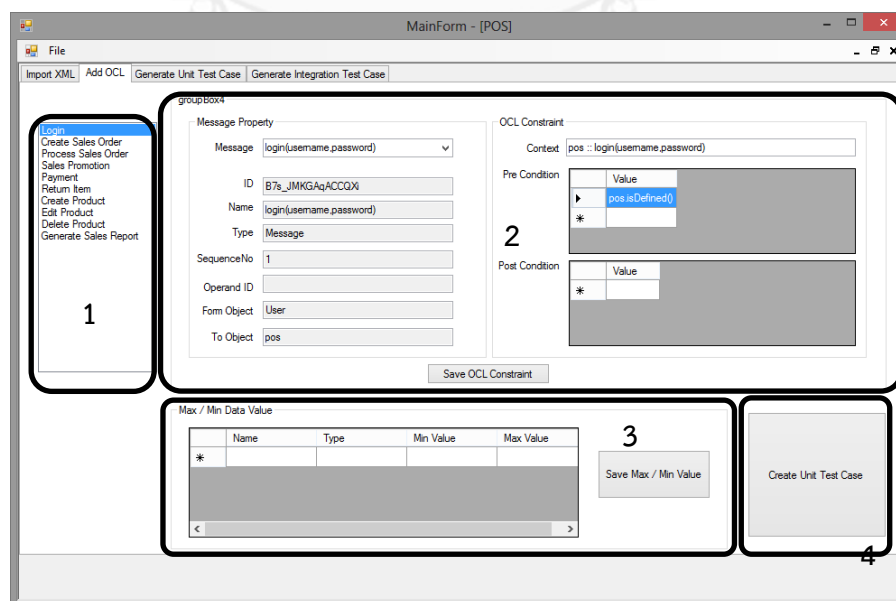 MainForm - [POS]
File
Import XML Add OCL Generate Unit Test Case Generate Integration Test Case
groupBox4
Login
Create Sales Order
Process Sales Order
Sales Promotion
Payment
Return Item
Create Product
Edit Product
Delete Product
Generate Sales Report
1
Message Property
Message login(username,password)
ID B7s_JMKGAqACCQXi
Name login(username,password)
Type Message
SequenceNo 1
Operand ID
Form Object User
To Object pos
OCL Constraint
Context pos :: login(username,password)
Pre Condition Value
pos.isDefined()
2
Post Condition Value
Save OCL Constraint
Max / Min Data Value
Name Type Min Value Max Value
3
Save Max / Min Value
Create Unit Test Case
4